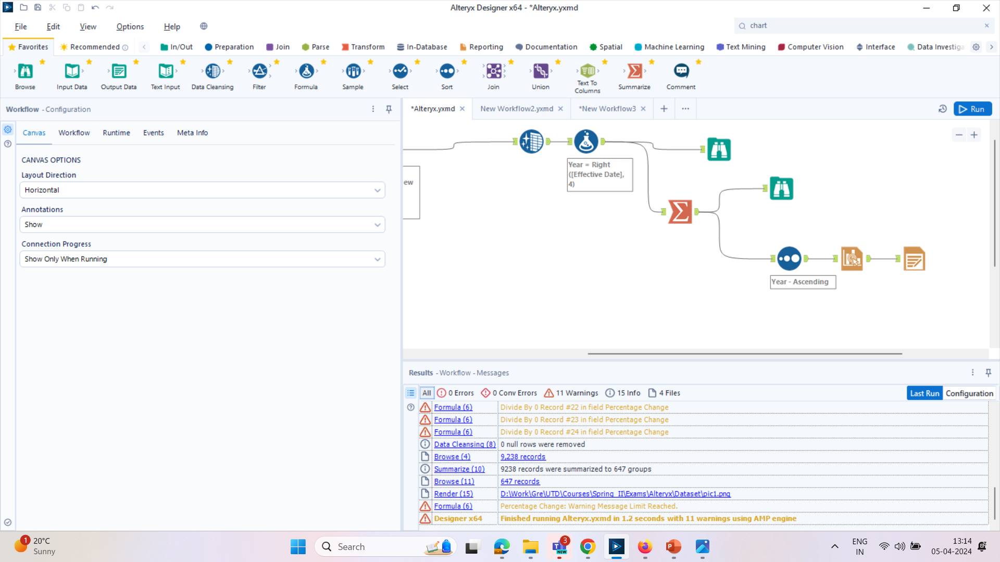 Alteryx Designer x64 - *Alteryx.yxmd
File Edit View Options Help
chart
Favorites Recommended In/Out Preparation Join Parse Transform In-Database Reporting Documentation Spatial Machine Learning Text Mining Computer Vision Interface Data Investiga
Browse Input Data Output Data Text Input Data Cleansing Filter Formula Sample Select Sort Join Union Text To Columns Summarize Comment
Workflow - Configuration
*Alteryx.yxmd New Workflow2.yxmd *New Workflow3
Run
Canvas Workflow Runtime Events Meta Info
CANVAS OPTIONS
Layout Direction
Horizontal
Annotations
Show
Connection Progress
Show Only When Running
ew
Year = Right
([Effective Date],
4)
Year - Ascending
Results - Workflow - Messages
All 0 Errors 0 Conv Errors 11 Warnings 15 Info 4 Files Last Run Configuration
Formula (6) Divide By 0 Record #22 in field Percentage Change
Formula (6) Divide By 0 Record #23 in field Percentage Change
Formula (6) Divide By 0 Record #24 in field Percentage Change
Data Cleansing (8) 0 null rows were removed
Browse (4) 9,238 records
Summarize (10) 9238 records were summarized to 647 groups
Browse (11) 647 records
Render (15) D:\Work\Gre\UTD\Courses\Spring_II\Exams\Alteryx\Dataset\pic1.png
Formula (6) Percentage Change: Warning Message Limit Reached.
Designer x64 Finished running Alteryx.yxmd in 1.2 seconds with 11 warnings using AMP engine
1 20°C
Sunny
Search
3
NEW
ENG
IN
13:14
05-04-2024